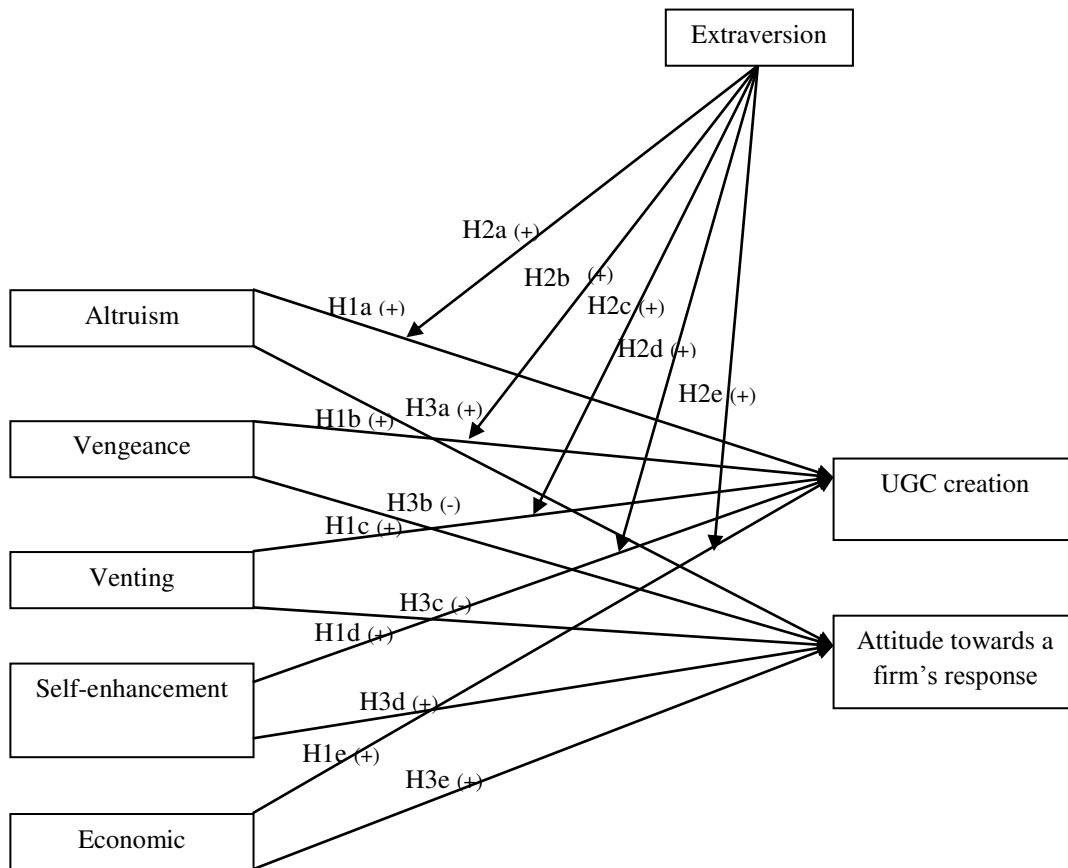 Extraversion
H2a (+)
H2b (+)
H2c (+)
H1a (+)
Altruism
H2d (+)
H2e (+)
H3a (+)
H1b (+)
Vengeance
UGC creation
H3b (-)
H1c (+)
Venting
H3c (-)
H1d (+)
Attitude towards a
firm’s response
Self-enhancement
H3d (+)
H1e (+)
H3e (+)
Economic